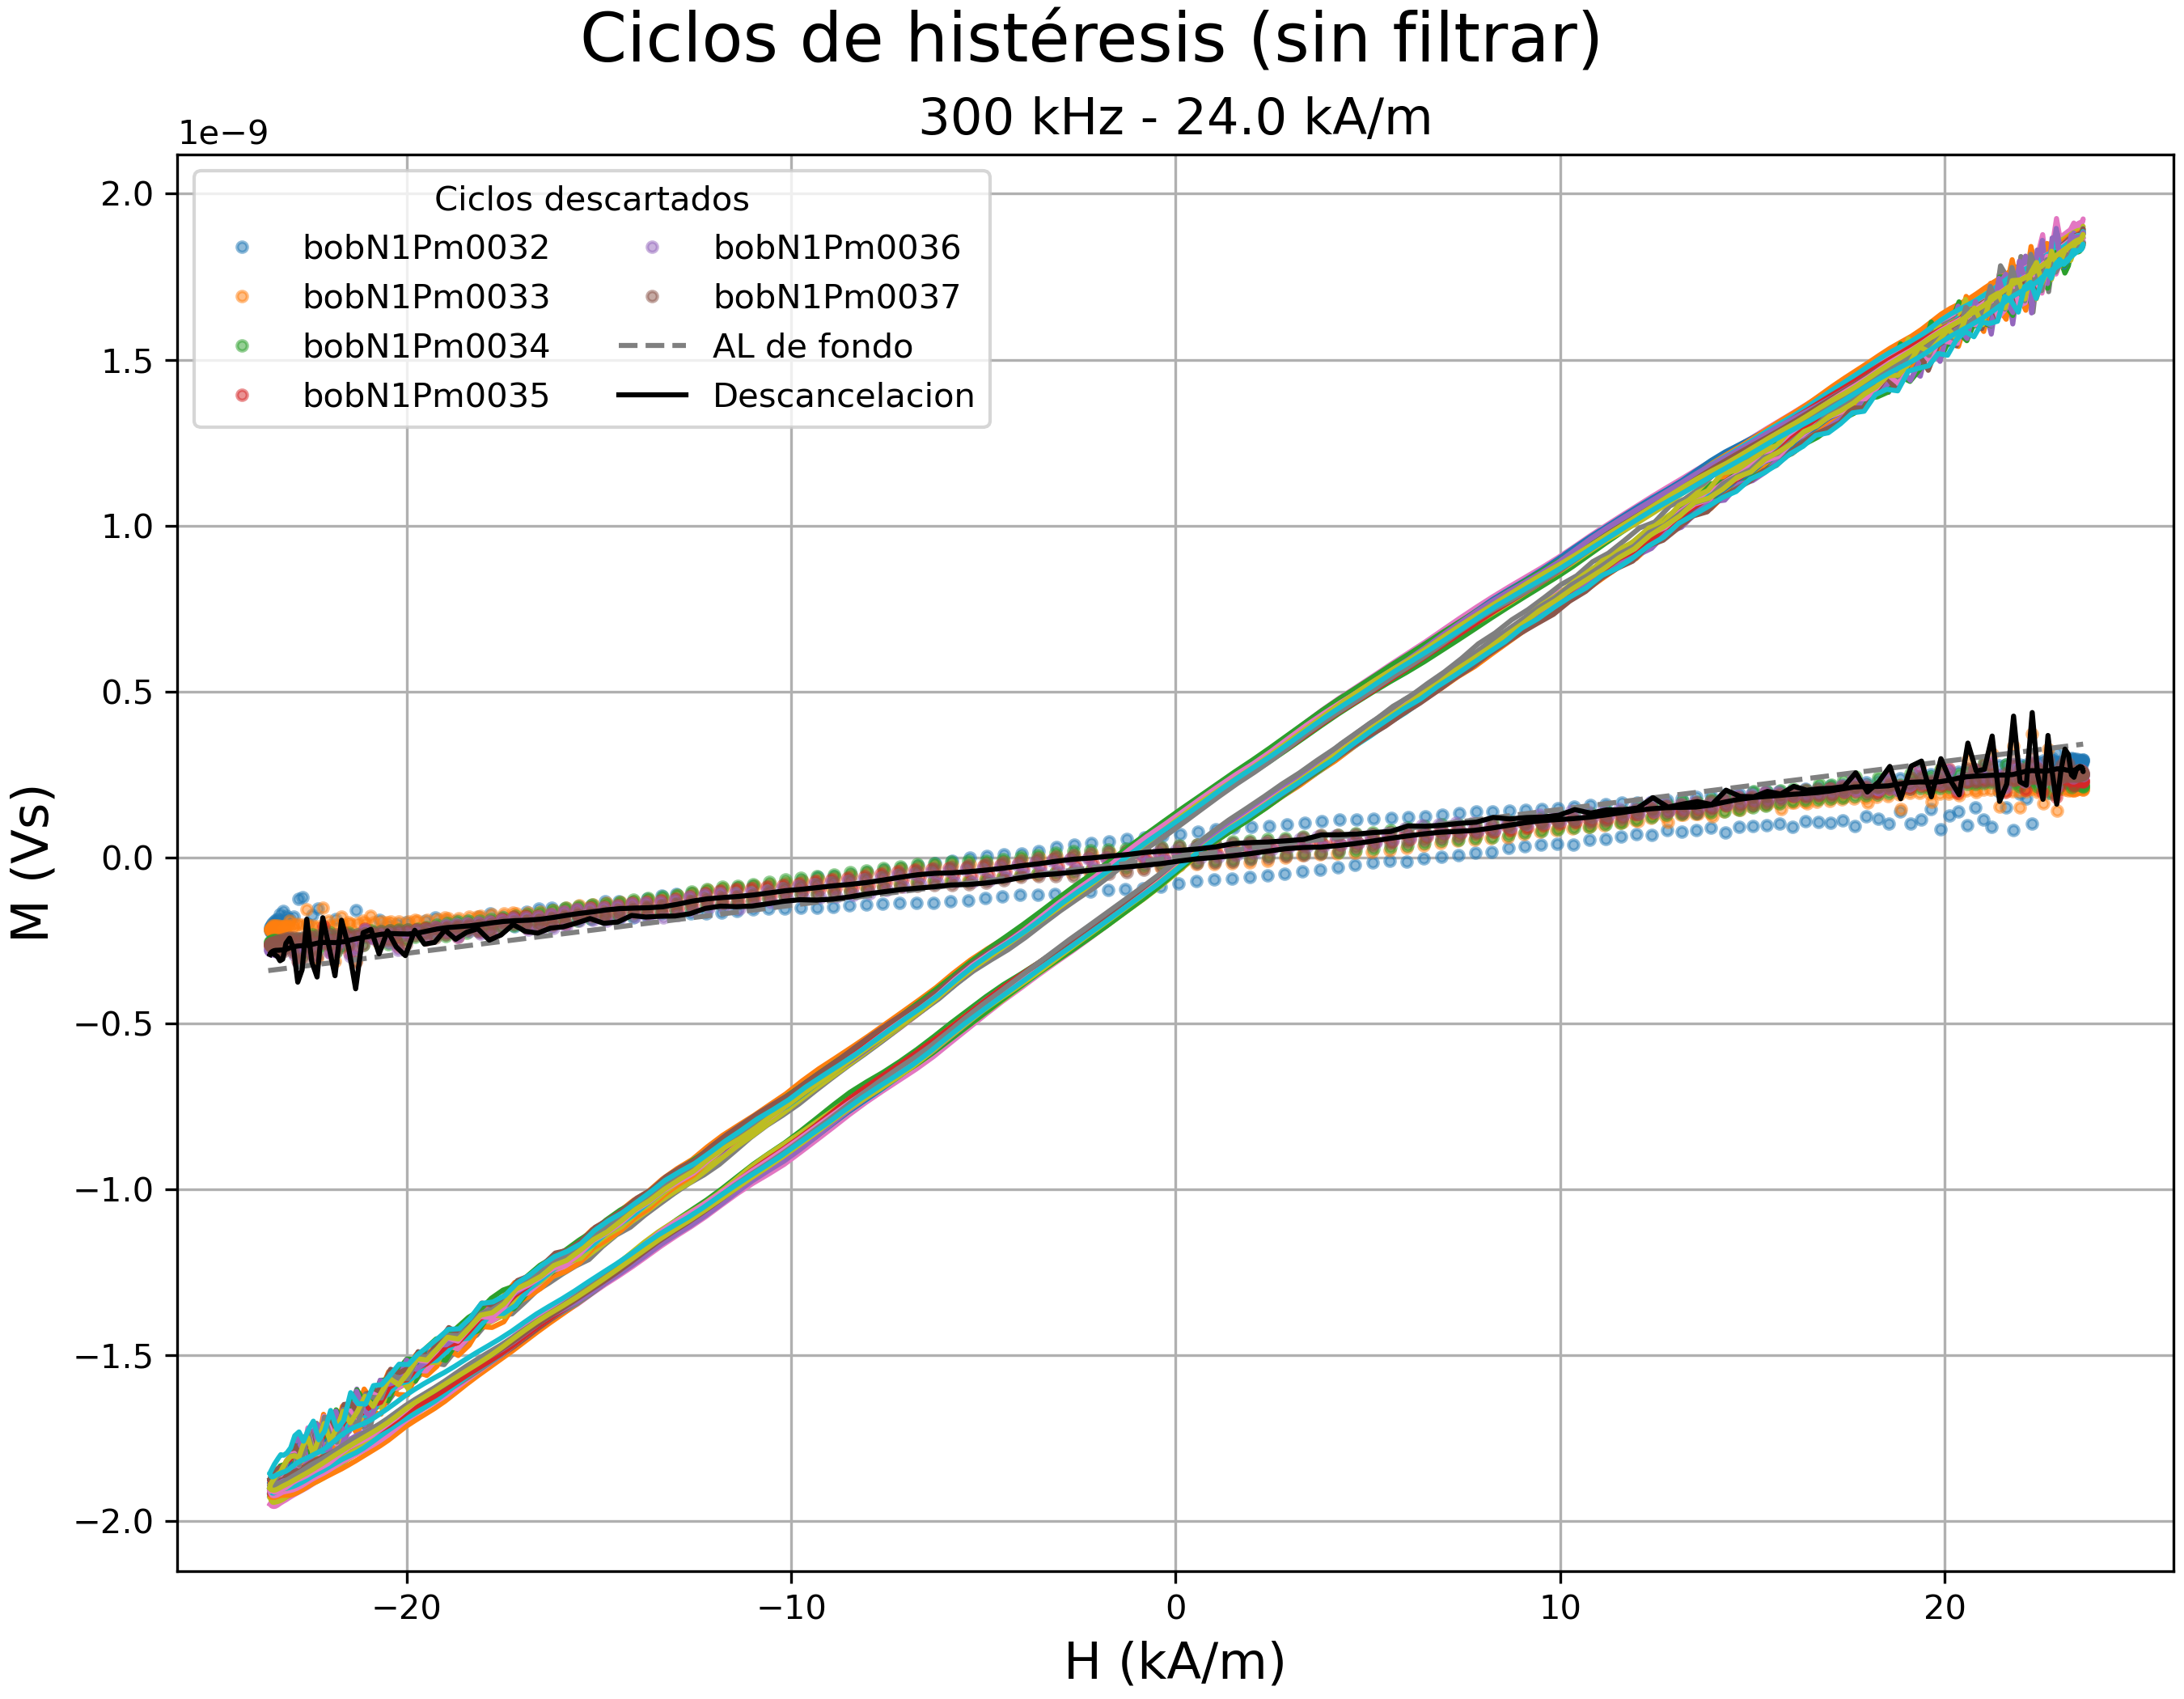 Ciclos de histéresis (sin filtrar)
300 kHz - 24.0 kA/m
1e−9
Ciclos descartados
bobN1Pm0032
bobN1Pm0033
bobN1Pm0034
bobN1Pm0035
bobN1Pm0036
bobN1Pm0037
AL de fondo
Descancelacion
2.0
1.5
1.0
0.5
0.0
−0.5
−1.0
−1.5
−2.0
M (Vs)
−20
−10
0
10
20
H (kA/m)